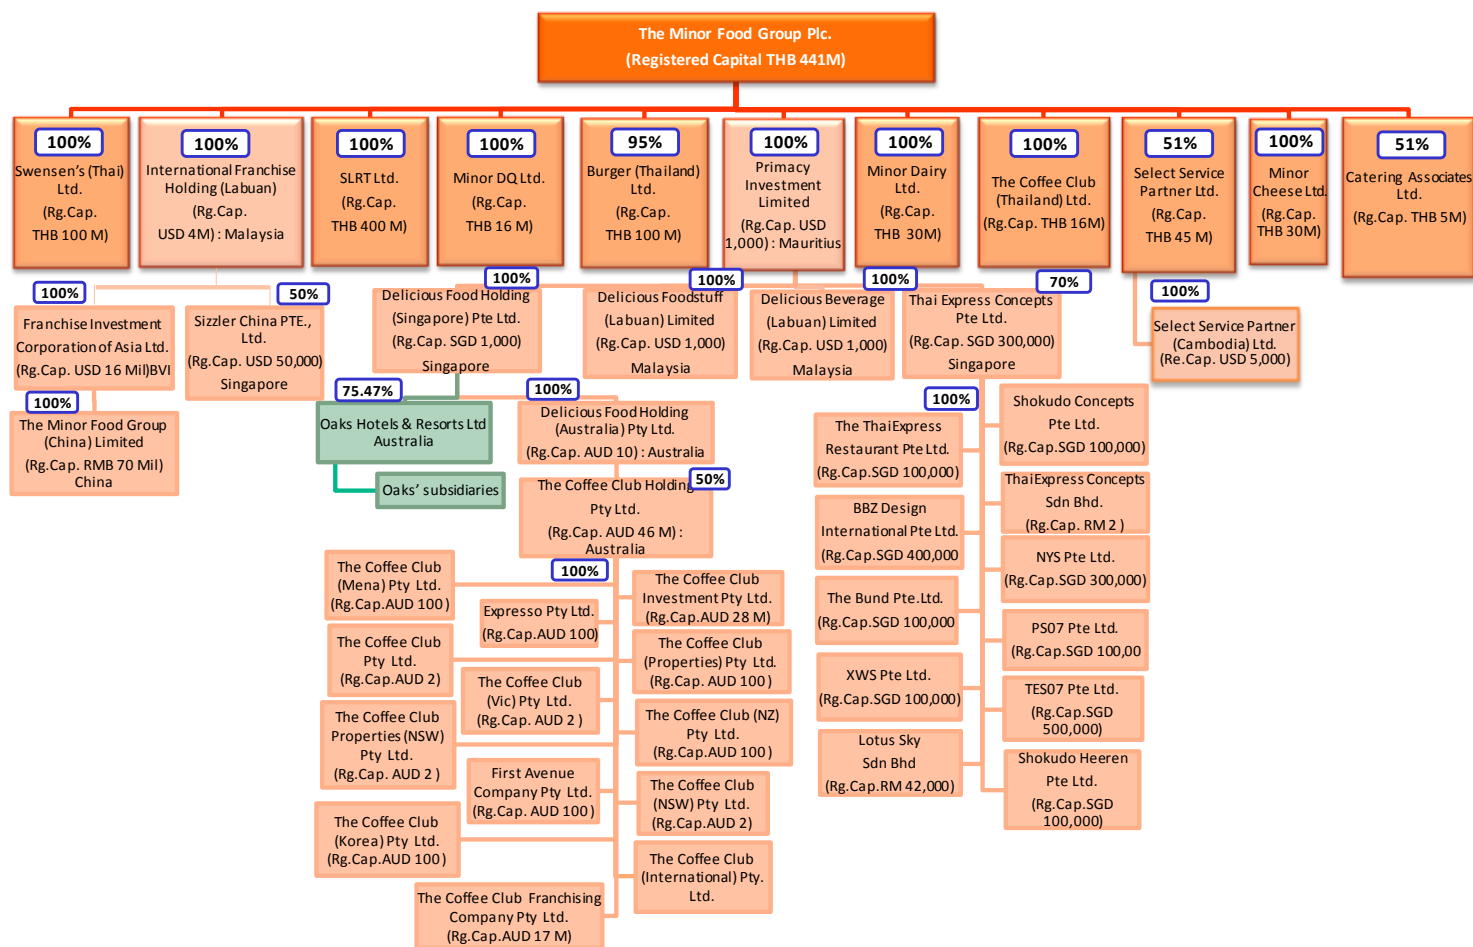 The Minor Food Group Plc.
(Registered Capital THB 441M)
100%
Swensen's (Thai)
Ltd.
(Rg.Cap.
THB 100 M)
100%
International Franchise
Holding (Labuan)
(Rg.Cap.
USD 4M) : Malaysia
100%
SLRT Ltd.
(Rg.Cap.
THB 400 M)
100%
Minor DQ Ltd.
(Rg.Cap.
THB 16 M)
95%
Burger (Thailand)
Ltd.
(Rg.Cap.
THB 100 M)
100%
Primacy
Investment
Limited
(Rg.Cap. USD
1,000) : Mauritius
100%
Minor Dairy
Ltd.
(Rg.Cap.
THB 30M)
100%
The Coffee Club
(Thailand) Ltd.
(Rg.Cap. THB 16M)
51%
Select Service
Partner Ltd.
(Rg.Cap.
THB 45 M)
100%
Minor
Cheese Ltd.
(Rg.Cap.
THB 30M)
51%
Catering Associates
Ltd.
(Rg.Cap. THB 5M)
100%
Franchise Investment
Corporation of Asia Ltd.
(Rg.Cap. USD 16 Mil)BVI
50%
Sizzler China PTE.,
Ltd.
(Rg.Cap. USD 50,000)
Singapore
100%
Delicious Food Holding
(Singapore) Pte Ltd.
(Rg.Cap. SGD 1,000)
Singapore
100%
Delicious Foodstuff
(Labuan) Limited
(Rg.Cap. USD 1,000)
Malaysia
100%
Delicious Beverage
(Labuan) Limited
(Rg.Cap. USD 1,000)
Malaysia
70%
Thai Express Concepts
Pte Ltd.
(Rg.Cap. SGD 300,000)
Singapore
100%
Select Service Partner
(Cambodia) Ltd.
(Re.Cap. USD 5,000)
100%
The Minor Food Group
(China) Limited
(Rg.Cap. RMB 70 Mil)
China
75.47%
Oaks Hotels & Resorts Ltd
Australia
Oaks' subsidiaries
100%
Delicious Food Holding
(Australia) Pty Ltd.
(Rg.Cap. AUD 10) : Australia
50%
The Coffee Club Holding
Pty Ltd.
(Rg.Cap. AUD 46 M) :
Australia
100%
The Coffee Club
(Mena) Pty Ltd.
(Rg.Cap.AUD 100 )
Expresso Pty Ltd.
(Rg.Cap.AUD 100)
The Coffee Club
Investment Pty Ltd.
(Rg.Cap.AUD 28 M)
The Coffee Club
Pty Ltd.
(Rg.Cap.AUD 2)
The Coffee Club
(Properties) Pty Ltd.
(Rg.Cap. AUD 100 )
The Coffee Club
(Vic) Pty Ltd.
(Rg.Cap. AUD 2 )
The Coffee Club
Properties (NSW)
Pty Ltd.
(Rg.Cap. AUD 2 )
The Coffee Club (NZ)
Pty Ltd.
(Rg.Cap.AUD 100 )
First Avenue
Company Pty Ltd.
(Rg.Cap. AUD 100 )
The Coffee Club
(NSW) Pty Ltd.
(Rg.Cap.AUD 2)
The Coffee Club
(Korea) Pty Ltd.
(Rg.Cap.AUD 100 )
The Coffee Club
(International) Pty.
Ltd.
The Coffee Club Franchising
Company Pty Ltd.
(Rg.Cap.AUD 17 M)
100%
The ThaiExpress
Restaurant Pte Ltd.
(Rg.Cap.SGD 100,000)
Shokudo Concepts
Pte Ltd.
(Rg.Cap.SGD 100,000)
BBZ Design
International Pte Ltd.
(Rg.Cap.SGD 400,000
ThaiExpress Concepts
Sdn Bhd.
(Rg.Cap. RM 2 )
NYS Pte Ltd.
(Rg.Cap.SGD 300,000)
The Bund Pte.Ltd.
(Rg.Cap.SGD 100,000
PS07 Pte Ltd.
(Rg.Cap.SGD 100,00
XWS Pte Ltd.
(Rg.Cap.SGD 100,000)
TES07 Pte Ltd.
(Rg.Cap.SGD
500,000)
Lotus Sky
Sdn Bhd
(Rg.Cap.RM 42,000)
Shokudo Heeren
Pte Ltd.
(Rg.Cap.SGD
100,000)